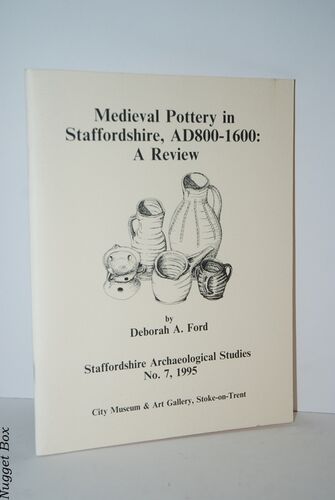 Medieval Pottery in
Staffordshire, AD800-1600:
A Review
by
Deborah A. Ford
Staffordshire Archaeological Studies
No. 7, 1995
City Museum & Art Gallery, Stoke-on-Trent
Nugget Box